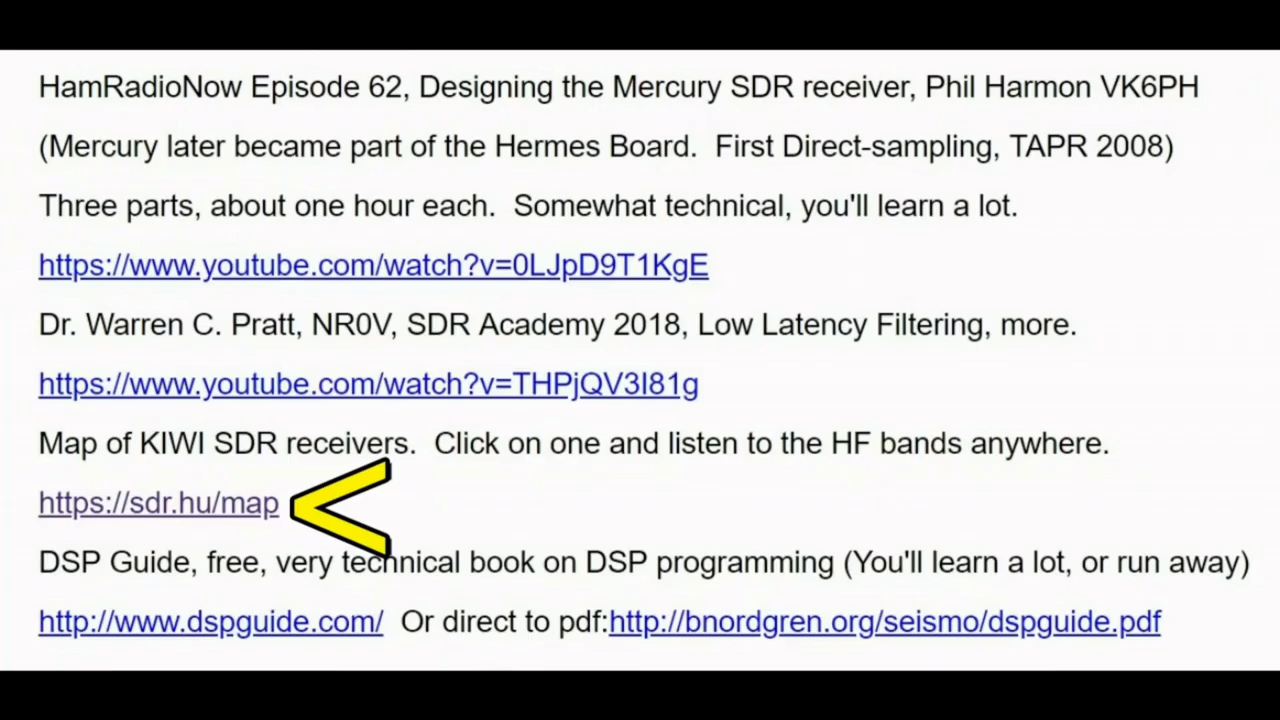 HamRadioNow Episode 62, Designing the Mercury SDR receiver, Phil Harmon VK6PH
(Mercury later became part of the Hermes Board.  First Direct-sampling, TAPR 2008)
Three parts, about one hour each.  Somewhat technical, you'll learn a lot.
https://www.youtube.com/watch?v=0LJpD9T1KgE
Dr. Warren C. Pratt, NR0V, SDR Academy 2018, Low Latency Filtering, more.
https://www.youtube.com/watch?v=THPjQV3I81g
Map of KIWI SDR receivers.  Click on one and listen to the HF bands anywhere.
https://sdr.hu/map <
DSP Guide, free, very technical book on DSP programming (You'll learn a lot, or run away)
http://www.dspguide.com/  Or direct to pdf:http://bnordgren.org/seismo/dspguide.pdf